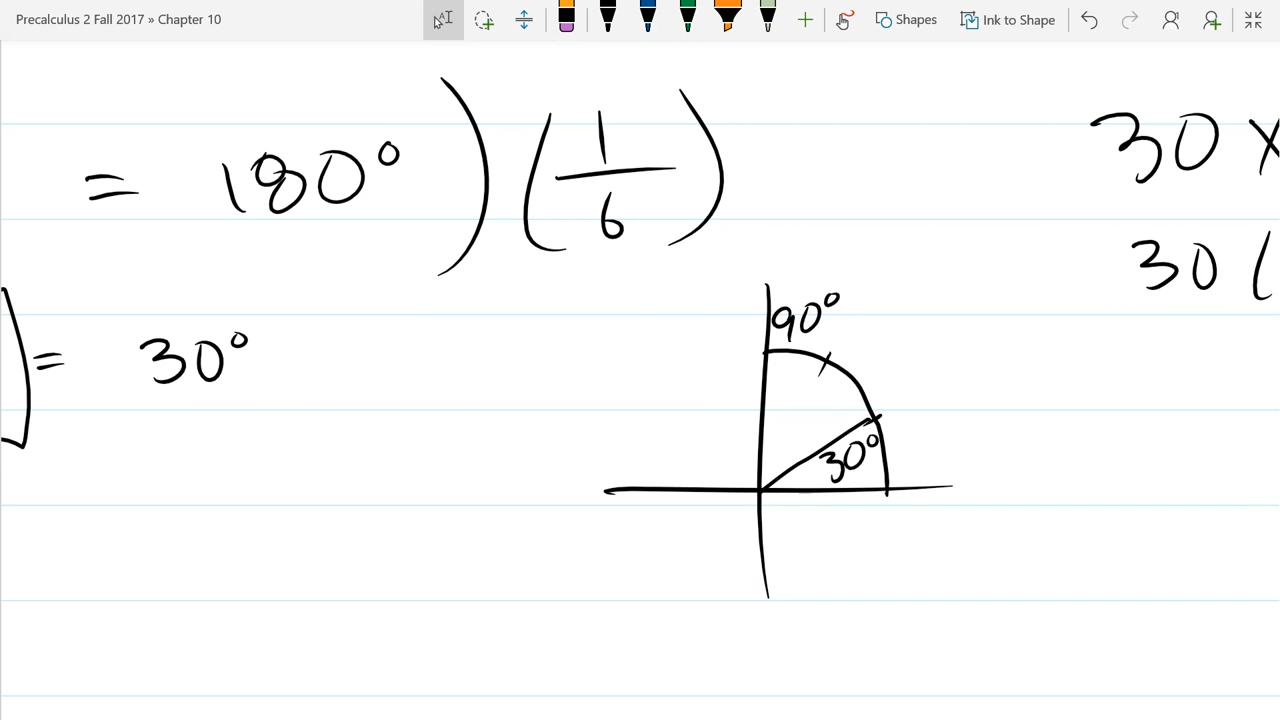 Precalculus 2 Fall 2017 » Chapter 10
Shapes
Ink to Shape
= 180° ) ( 1/6 )
30 x
30 (
= 30°
90°
30°